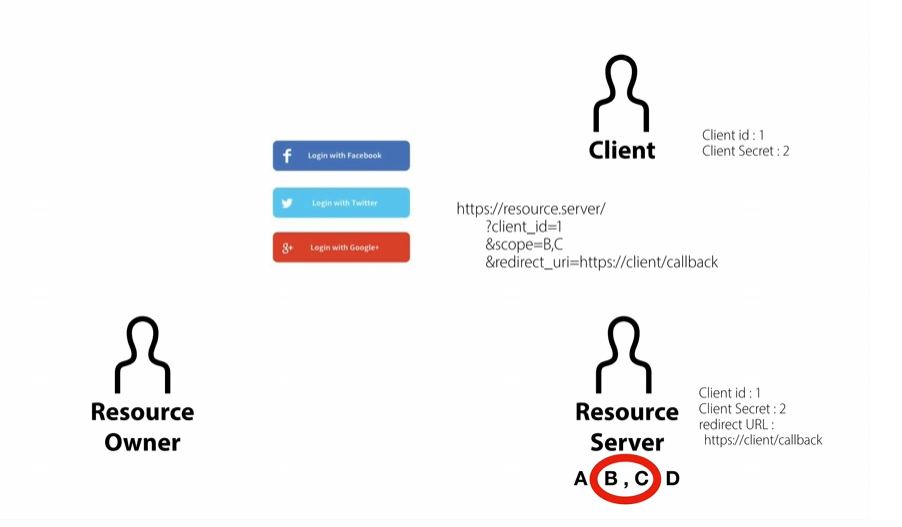 Client
Client id : 1
Client Secret : 2
Login with Facebook
Login with Twitter
g+ Login with Google+
https://resource.server/
?client_id=1
&scope=B,C
&redirect_uri=https://client/callback
Resource
Owner
Resource
Server
A B , C D
Client id : 1
Client Secret : 2
redirect URL :
https://client/callback